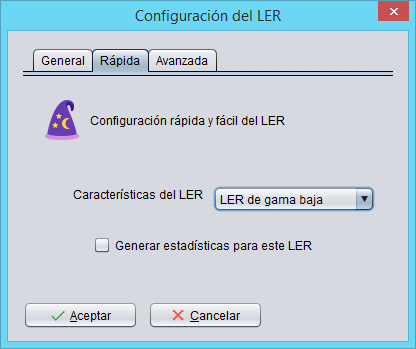 Configuración del LER
General Rápida Avanzada
Configuración rápida y fácil del LER
Características del LER LER de gama baja
Generar estadísticas para este LER
Aceptar Cancelar